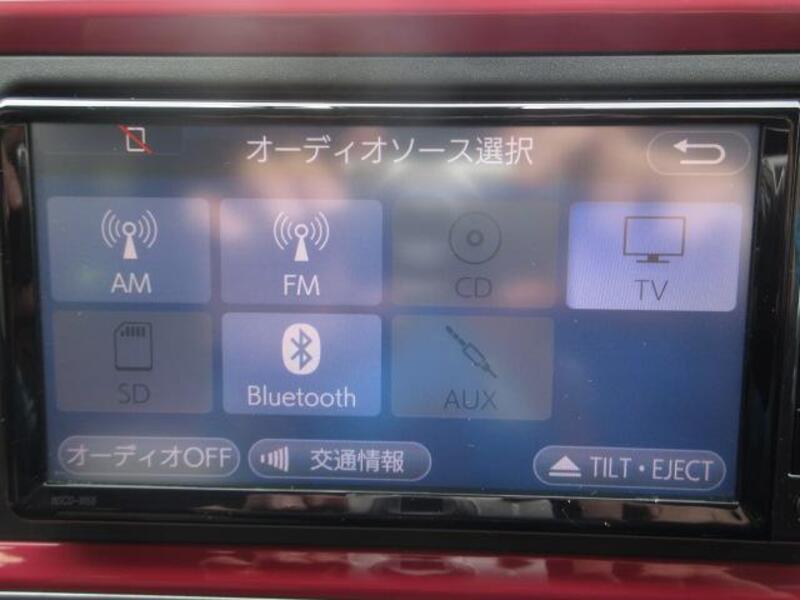 オーディオソース選択
AM FM CD TV
SD Bluetooth AUX
オーディオOFF 交通情報 TILT・EJECT